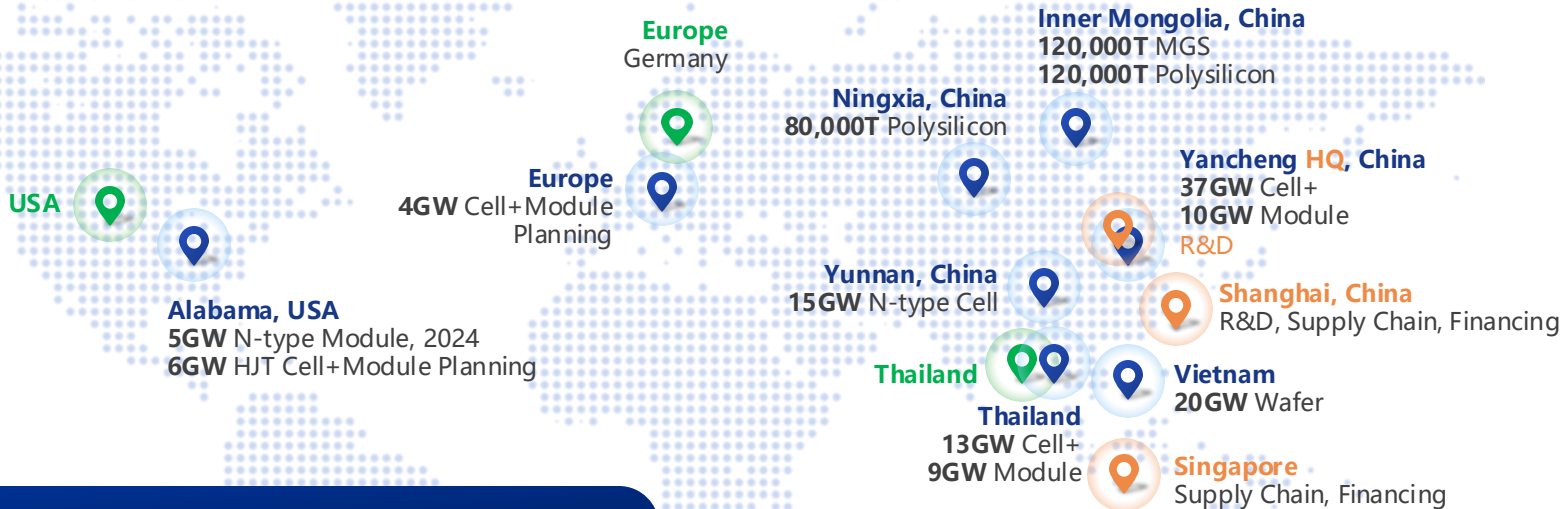 Europe
Germany
Inner Mongolia, China
120,000T MGS
120,000T Polysilicon
Ningxia, China
80,000T Polysilicon
Yancheng HQ, China
37GW Cell+
10GW Module
R&D
USA
Europe
4GW Cell+Module
Planning
Alabama, USA
5GW N-type Module, 2024
6GW HJT Cell+Module Planning
Yunnan, China
15GW N-type Cell
Shanghai, China
R&D, Supply Chain, Financing
Thailand
Thailand
13GW Cell+
9GW Module
Vietnam
20GW Wafer
Singapore
Supply Chain, Financing